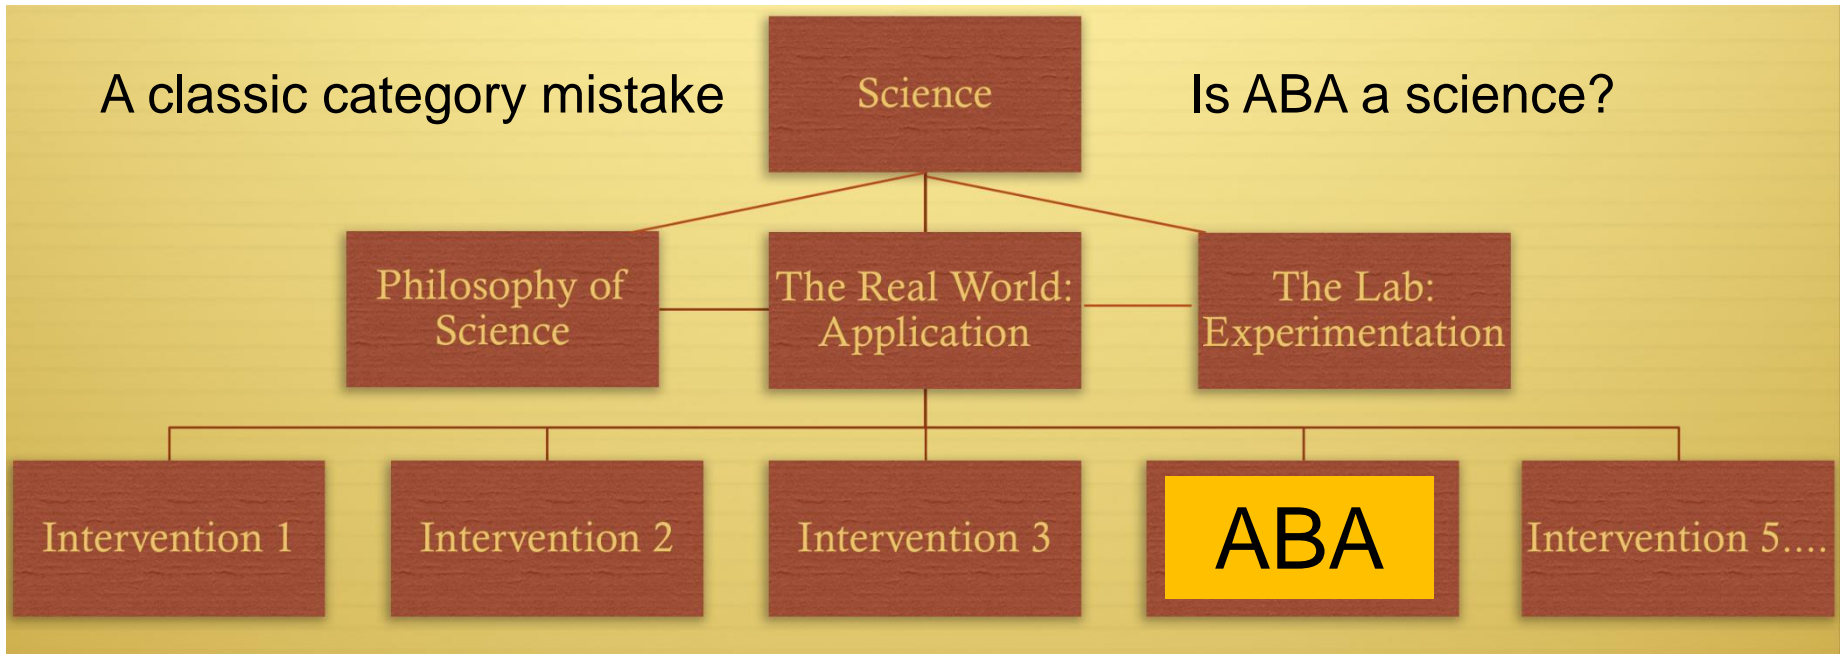 A classic category mistake
Science
Is ABA a science?
Philosophy of
Science
The Real World:
Application
The Lab:
Experimentation
Intervention 1
Intervention 2
Intervention 3
ABA
Intervention 5....